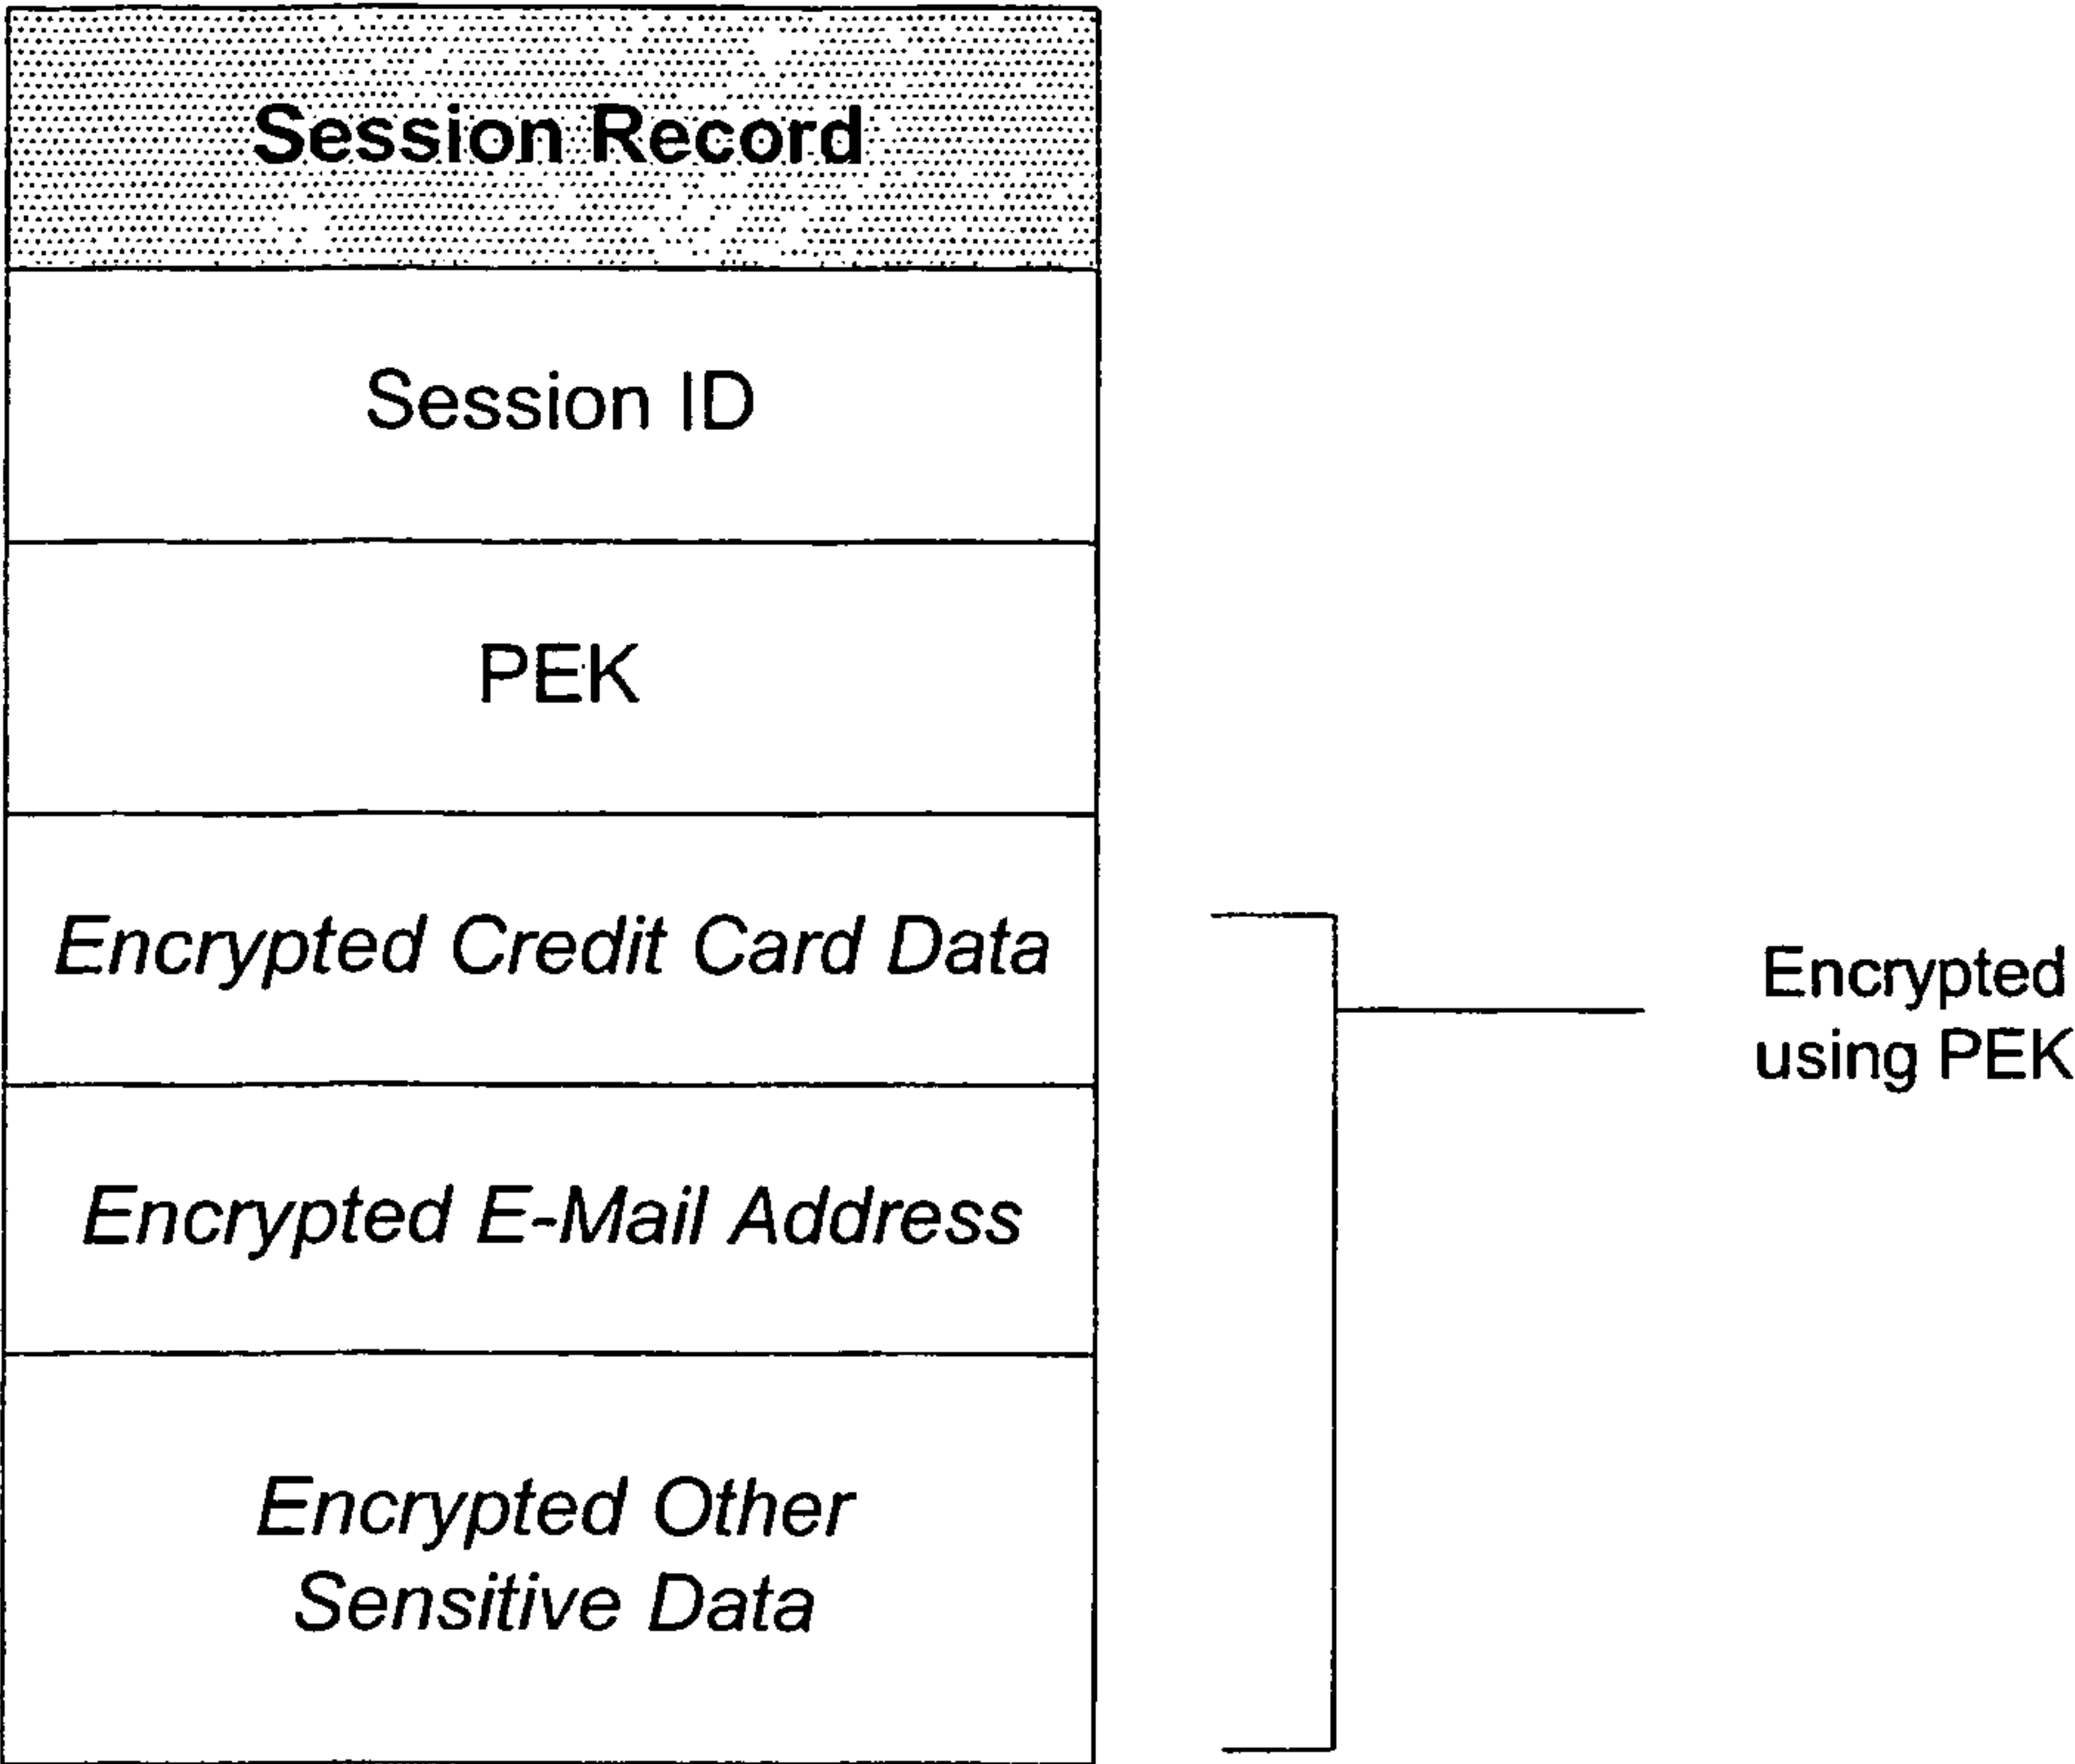 Session Record
Session ID
PEK
Encrypted Credit Card Data
Encrypted
using PEK
Encrypted E-Mail Address
Encrypted Other
Sensitive Data